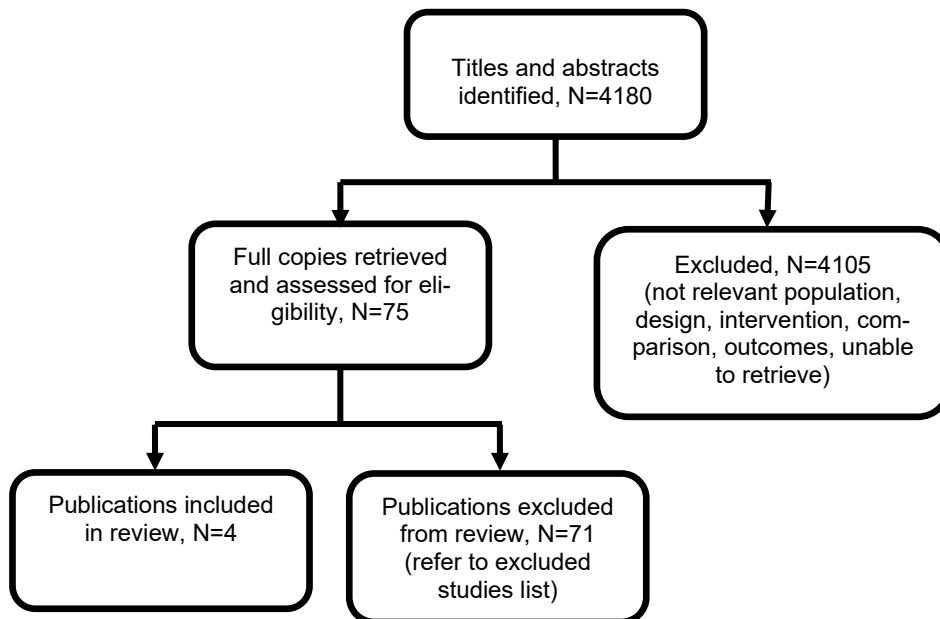 Titles and abstracts
identified, N=4180
Full copies retrieved
and assessed for eli-
gibility, N=75
Excluded, N=4105
(not relevant population,
design, intervention, com-
parison, outcomes, unable
to retrieve)
Publications included
in review, N=4
Publications excluded
from review, N=71
(refer to excluded
studies list)